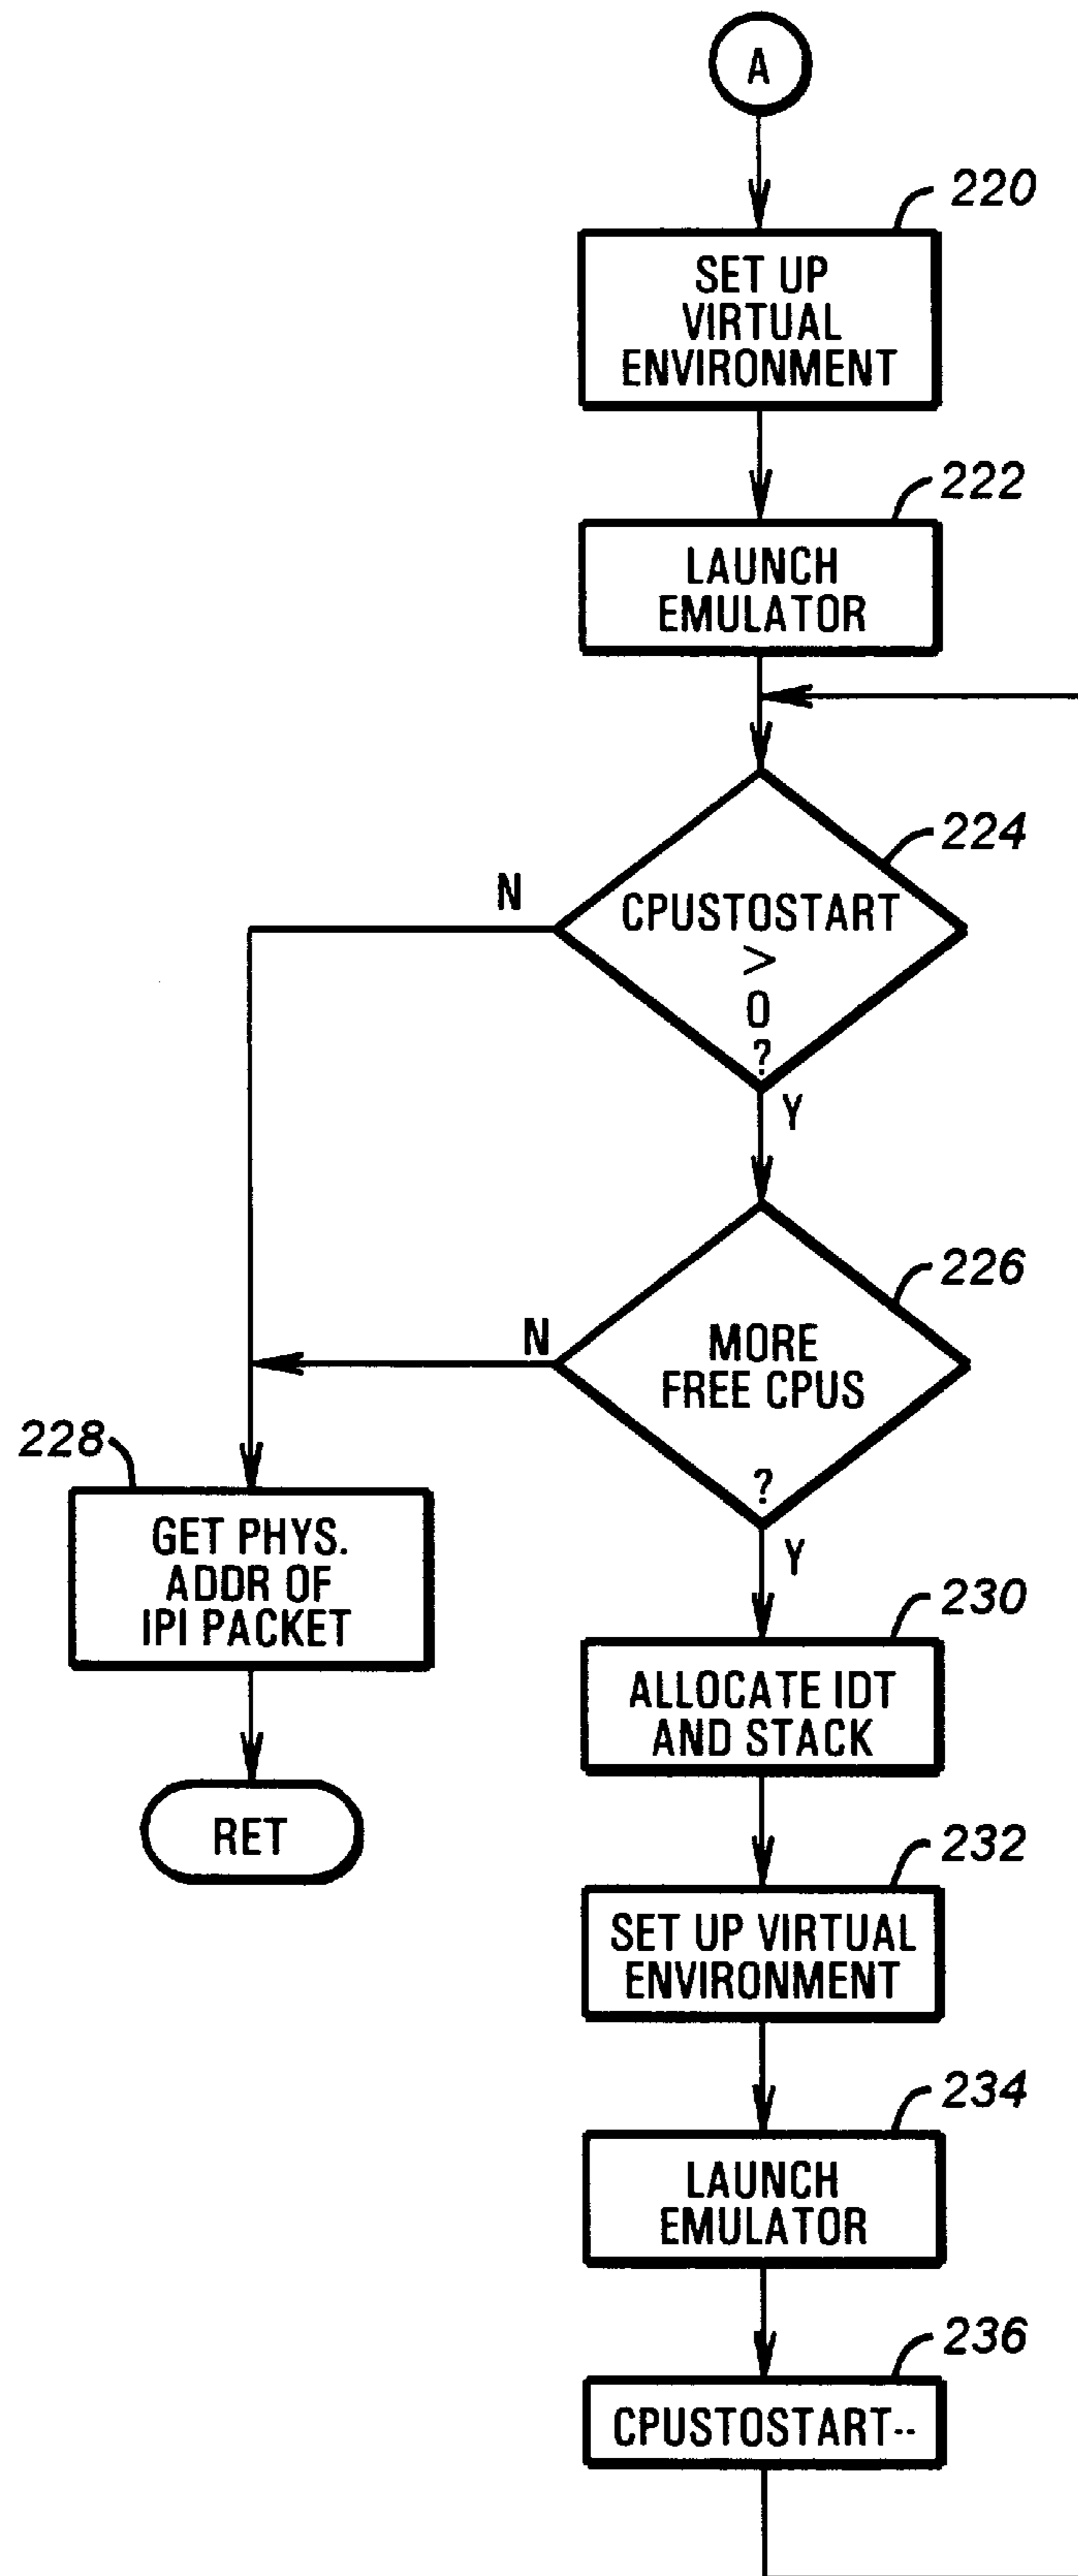 A
220
SET UP
VIRTUAL
ENVIRONMENT
222
LAUNCH
EMULATOR
224
N
CPUSTOSTART
>
0
?
Y
226
N
MORE
FREE CPUS
?
Y
228
GET PHYS.
ADDR OF
IPI PACKET
RET
230
ALLOCATE IDT
AND STACK
232
SET UP VIRTUAL
ENVIRONMENT
234
LAUNCH
EMULATOR
236
CPUSTOSTART--